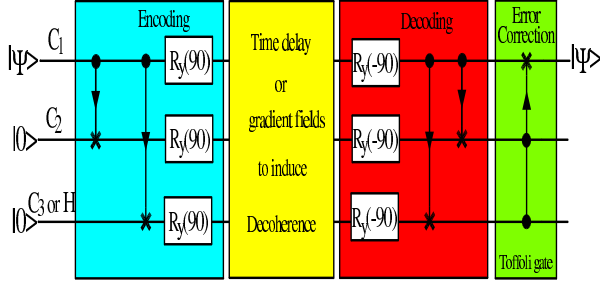 Encoding
Decoding
Error
Correction
|Ψ>
C1
Ry(90)
Time delay
Ry(-90)
|Ψ>
or
gradient fields
|0>
C2
Ry(90)
Ry(-90)
to induce
|0>
C3 or H
Ry(90)
Decoherence
Ry(-90)
Toffoli gate